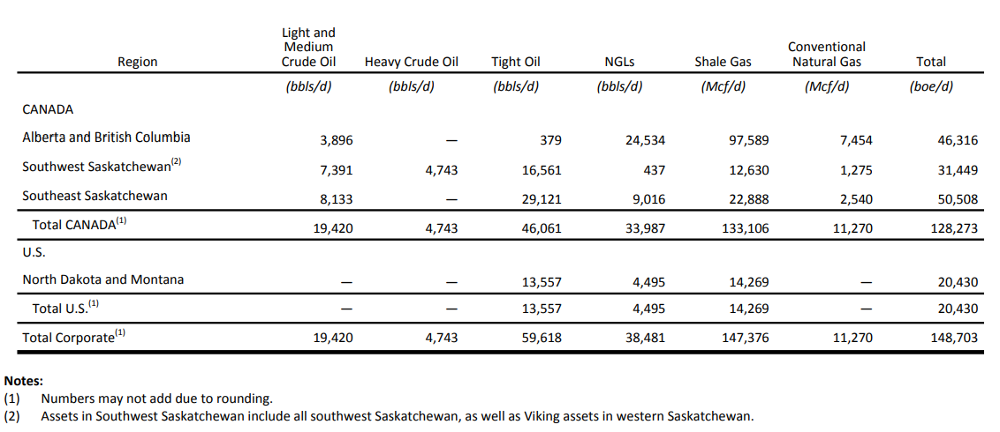 Light and
Medium
Conventional
Region Crude Oil Heavy Crude Oil Tight Oil NGLs Shale Gas Natural Gas Total
(bbls/d) (bbls/d) (bbls/d) (bbls/d) (Mcf/d) (Mcf/d) (boe/d)
CANADA
Alberta and British Columbia 3,896 — 379 24,534 97,589 7,454 46,316
Southwest Saskatchewan(2) 7,391 4,743 16,561 437 12,630 1,275 31,449
Southeast Saskatchewan 8,133 — 29,121 9,016 22,888 2,540 50,508
Total CANADA(1) 19,420 4,743 46,061 33,987 133,106 11,270 128,273
U.S.
North Dakota and Montana — — 13,557 4,495 14,269 — 20,430
Total U.S.(1) — — 13,557 4,495 14,269 — 20,430
Total Corporate(1) 19,420 4,743 59,618 38,481 147,376 11,270 148,703
Notes:
(1) Numbers may not add due to rounding.
(2) Assets in Southwest Saskatchewan include all southwest Saskatchewan, as well as Viking assets in western Saskatchewan.